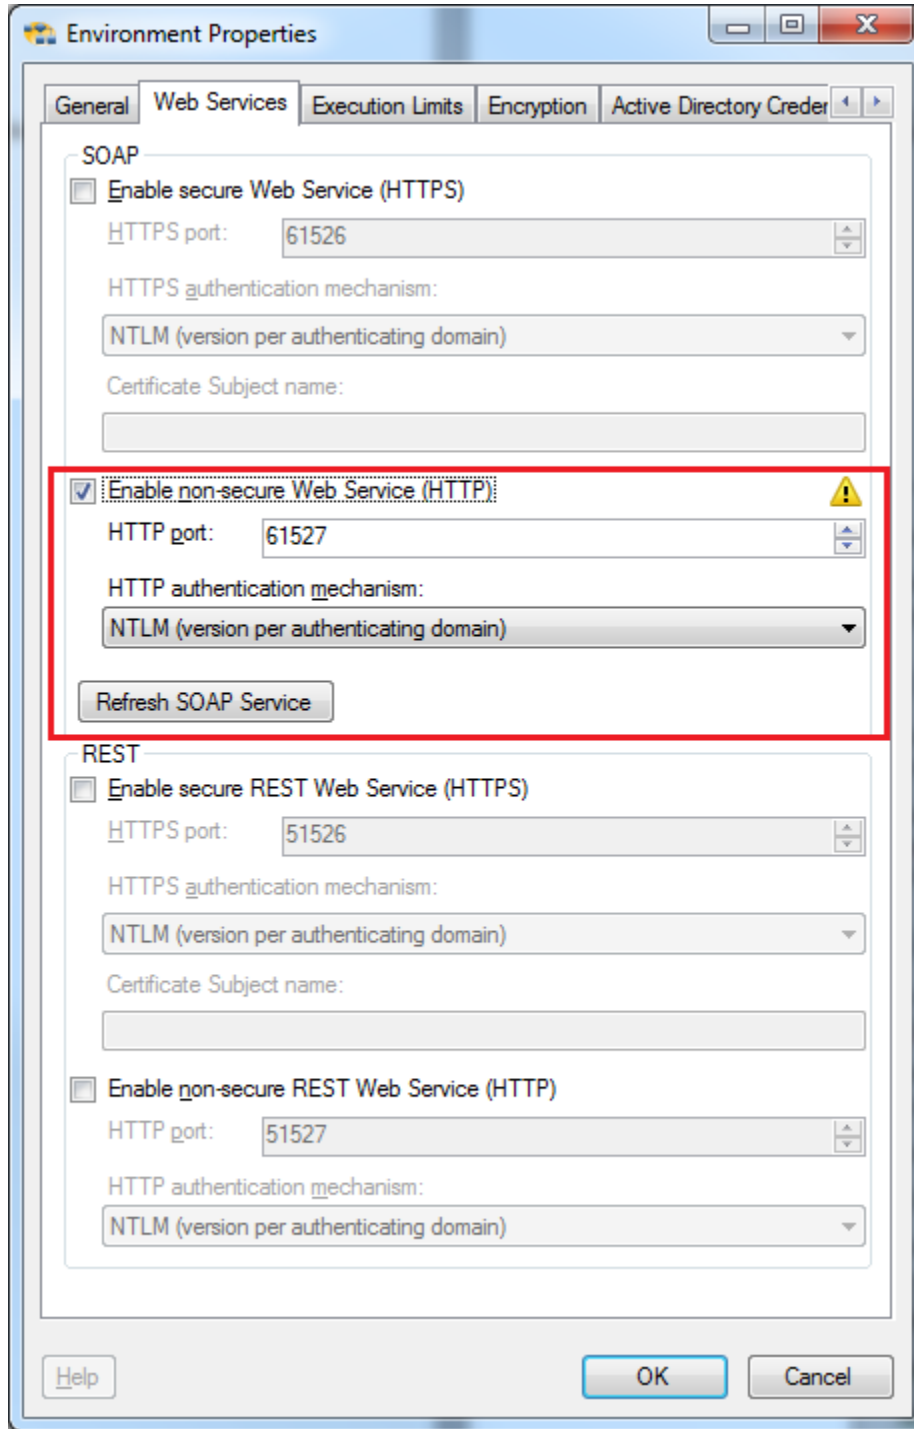 Environment Properties
General Web Services Execution Limits Encryption Active Directory Creder
SOAP
Enable secure Web Service (HTTPS)
HTTPS port: 61526
HTTPS authentication mechanism:
NTLM (version per authenticating domain)
Certificate Subject name:
Enable non-secure Web Service (HTTP)
HTTP port: 61527
HTTP authentication mechanism:
NTLM (version per authenticating domain)
Refresh SOAP Service
REST
Enable secure REST Web Service (HTTPS)
HTTPS port: 51526
HTTPS authentication mechanism:
NTLM (version per authenticating domain)
Certificate Subject name:
Enable non-secure REST Web Service (HTTP)
HTTP port: 51527
HTTP authentication mechanism:
NTLM (version per authenticating domain)
Help OK Cancel